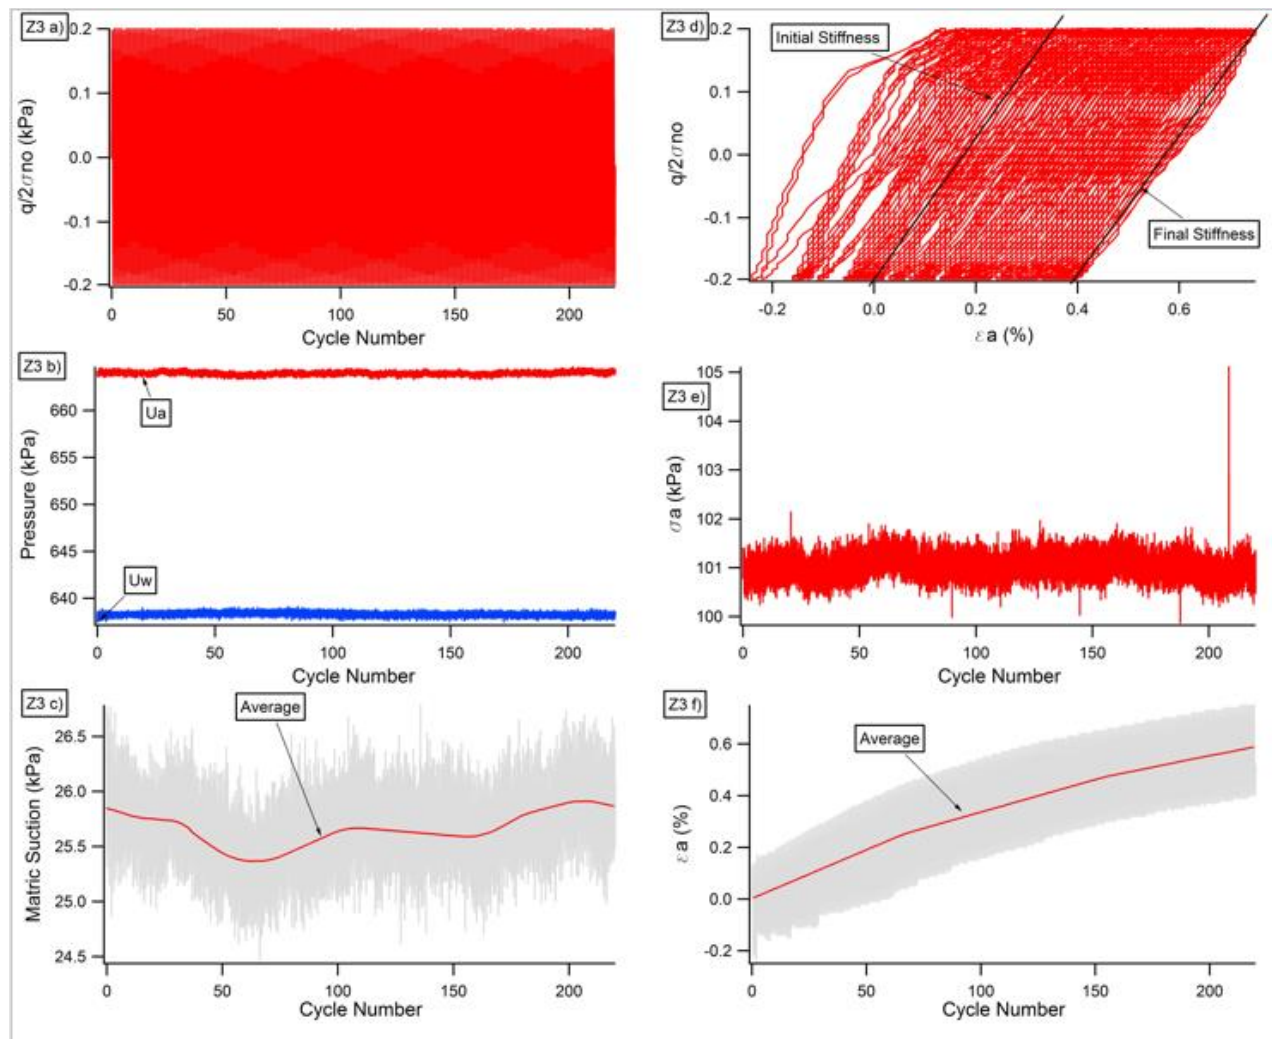 Z3 a)
0.2
0.1
0.0
-0.1
-0.2
q/2σno (kPa)
0 50 100 150 200
Cycle Number
Z3 d)
0.2
0.1
0.0
-0.1
-0.2
q/2σno
Initial Stiffness
Final Stiffness
-0.2 0.0 0.2 0.4 0.6
εa (%)
Z3 b)
660
655
650
645
640
Pressure (kPa)
Ua
Uw
0 50 100 150 200
Cycle Number
Z3 e)
105
104
103
102
101
100
σa (kPa)
0 50 100 150 200
Cycle Number
Z3 c)
26.5
26.0
25.5
25.0
24.5
Matric Suction (kPa)
Average
0 50 100 150 200
Cycle Number
Z3 f)
0.6
0.4
0.2
0.0
-0.2
εa (%)
Average
0 50 100 150 200
Cycle Number